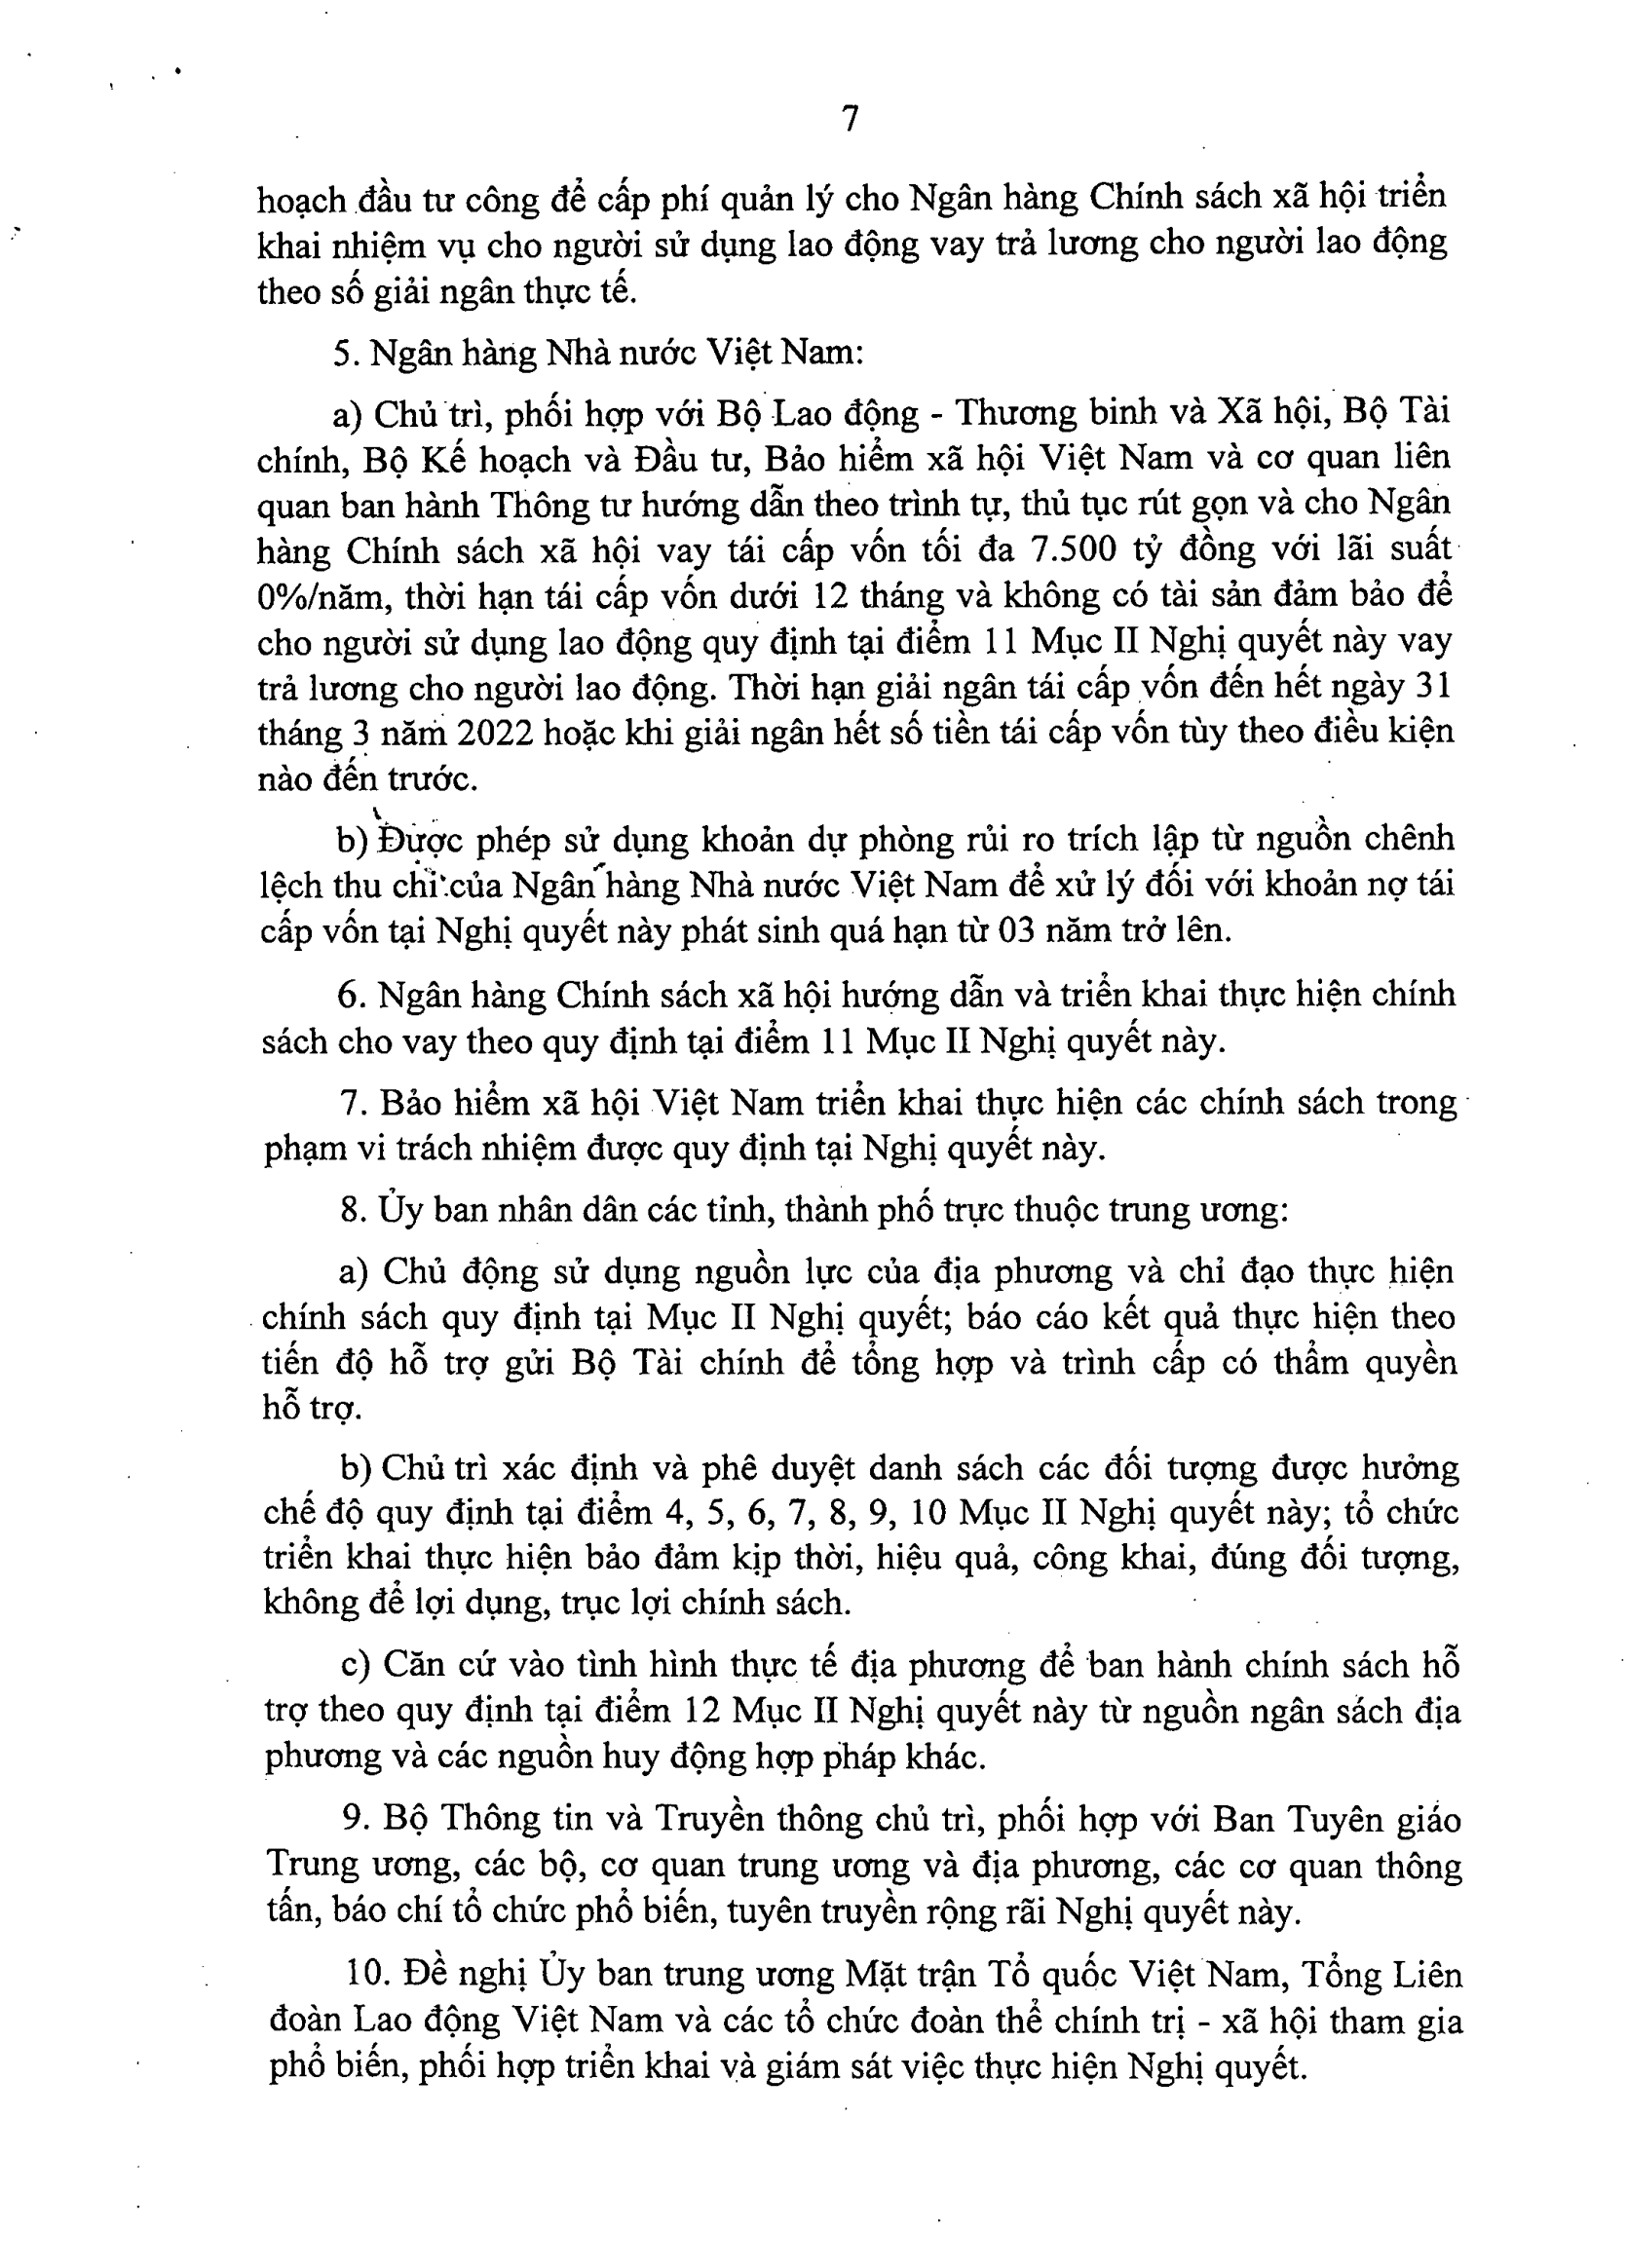 7
hoạch đầu tư công để cấp phí quản lý cho Ngân hàng Chính sách xã hội triển
khai nhiệm vụ cho người sử dụng lao động vay trả lương cho người lao động
theo số giải ngân thực tế.
5. Ngân hàng Nhà nước Việt Nam:
a) Chủ trì, phối hợp với Bộ Lao động - Thương binh và Xã hội, Bộ Tài
chính, Bộ Kế hoạch và Đầu tư, Bảo hiểm xã hội Việt Nam và cơ quan liên
quan ban hành Thông tư hướng dẫn theo trình tự, thủ tục rút gọn và cho Ngân
hàng Chính sách xã hội vay tái cấp vốn tối đa 7.500 tỷ đồng với lãi suất
0%/năm, thời hạn tái cấp vốn dưới 12 tháng và không có tài sản đảm bảo để
cho người sử dụng lao động quy định tại điểm 11 Mục II Nghị quyết này vay
trả lương cho người lao động. Thời hạn giải ngân tái cấp vốn đến hết ngày 31
tháng 3 năm 2022 hoặc khi giải ngân hết số tiền tái cấp vốn tùy theo điều kiện
nào đến trước.
b) Được phép sử dụng khoản dự phòng rủi ro trích lập từ nguồn chênh
lệch thu chi của Ngân hàng Nhà nước Việt Nam để xử lý đối với khoản nợ tái
cấp vốn tại Nghị quyết này phát sinh quá hạn từ 03 năm trở lên.
6. Ngân hàng Chính sách xã hội hướng dẫn và triển khai thực hiện chính
sách cho vay theo quy định tại điểm 11 Mục II Nghị quyết này.
7. Bảo hiểm xã hội Việt Nam triển khai thực hiện các chính sách trong
phạm vi trách nhiệm được quy định tại Nghị quyết này.
8. Ủy ban nhân dân các tỉnh, thành phố trực thuộc trung ương:
a) Chủ động sử dụng nguồn lực của địa phương và chỉ đạo thực hiện
chính sách quy định tại Mục II Nghị quyết; báo cáo kết quả thực hiện theo
tiến độ hỗ trợ gửi Bộ Tài chính để tổng hợp và trình cấp có thẩm quyền
hỗ trợ.
b) Chủ trì xác định và phê duyệt danh sách các đối tượng được hưởng
chế độ quy định tại điểm 4, 5, 6, 7, 8, 9, 10 Mục II Nghị quyết này; tổ chức
triển khai thực hiện bảo đảm kịp thời, hiệu quả, công khai, đúng đối tượng,
không để lợi dụng, trục lợi chính sách.
c) Căn cứ vào tình hình thực tế địa phương để ban hành chính sách hỗ
trợ theo quy định tại điểm 12 Mục II Nghị quyết này từ nguồn ngân sách địa
phương và các nguồn huy động hợp pháp khác.
9. Bộ Thông tin và Truyền thông chủ trì, phối hợp với Ban Tuyên giáo
Trung ương, các bộ, cơ quan trung ương và địa phương, các cơ quan thông
tấn, báo chí tổ chức phổ biến, tuyên truyền rộng rãi Nghị quyết này.
10. Đề nghị Ủy ban trung ương Mặt trận Tổ quốc Việt Nam, Tổng Liên
đoàn Lao động Việt Nam và các tổ chức đoàn thể chính trị - xã hội tham gia
phổ biến, phối hợp triển khai và giám sát việc thực hiện Nghị quyết.